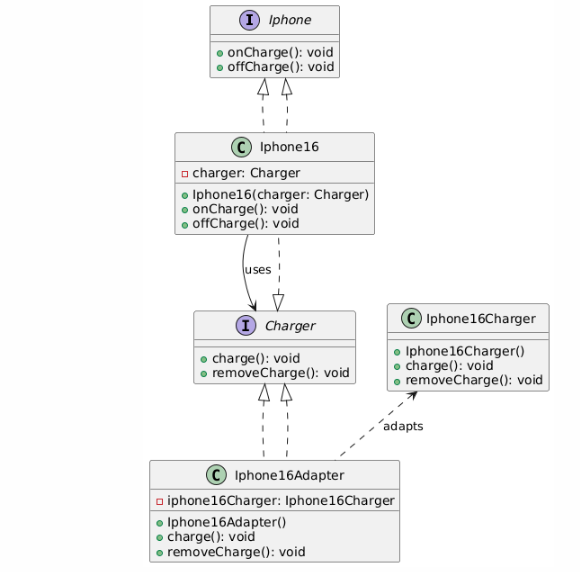 I Iphone
onCharge(): void
offCharge(): void
C Iphone16
charger: Charger
Iphone16(charger: Charger)
onCharge(): void
offCharge(): void
uses
I Charger
charge(): void
removeCharge(): void
C Iphone16Charger
Iphone16Charger()
charge(): void
removeCharge(): void
adapts
C Iphone16Adapter
iphone16Charger: Iphone16Charger
Iphone16Adapter()
charge(): void
removeCharge(): void